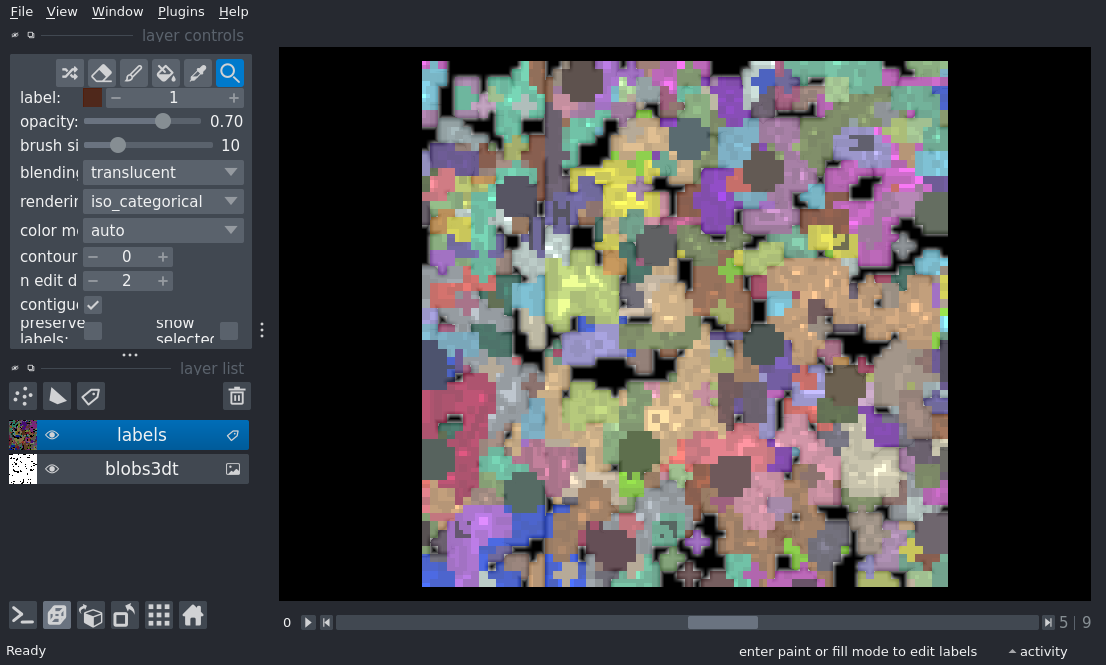 File View Window Plugins Help
layer controls
label: 1
opacity: 0.70
brush si 10
blending translucent
renderin iso_categorical
color m auto
contour 0
n edit d 2
contigu
preserve labels: show selected
layer list
labels
blobs3dt
0 5 | 9
Ready enter paint or fill mode to edit labels activity